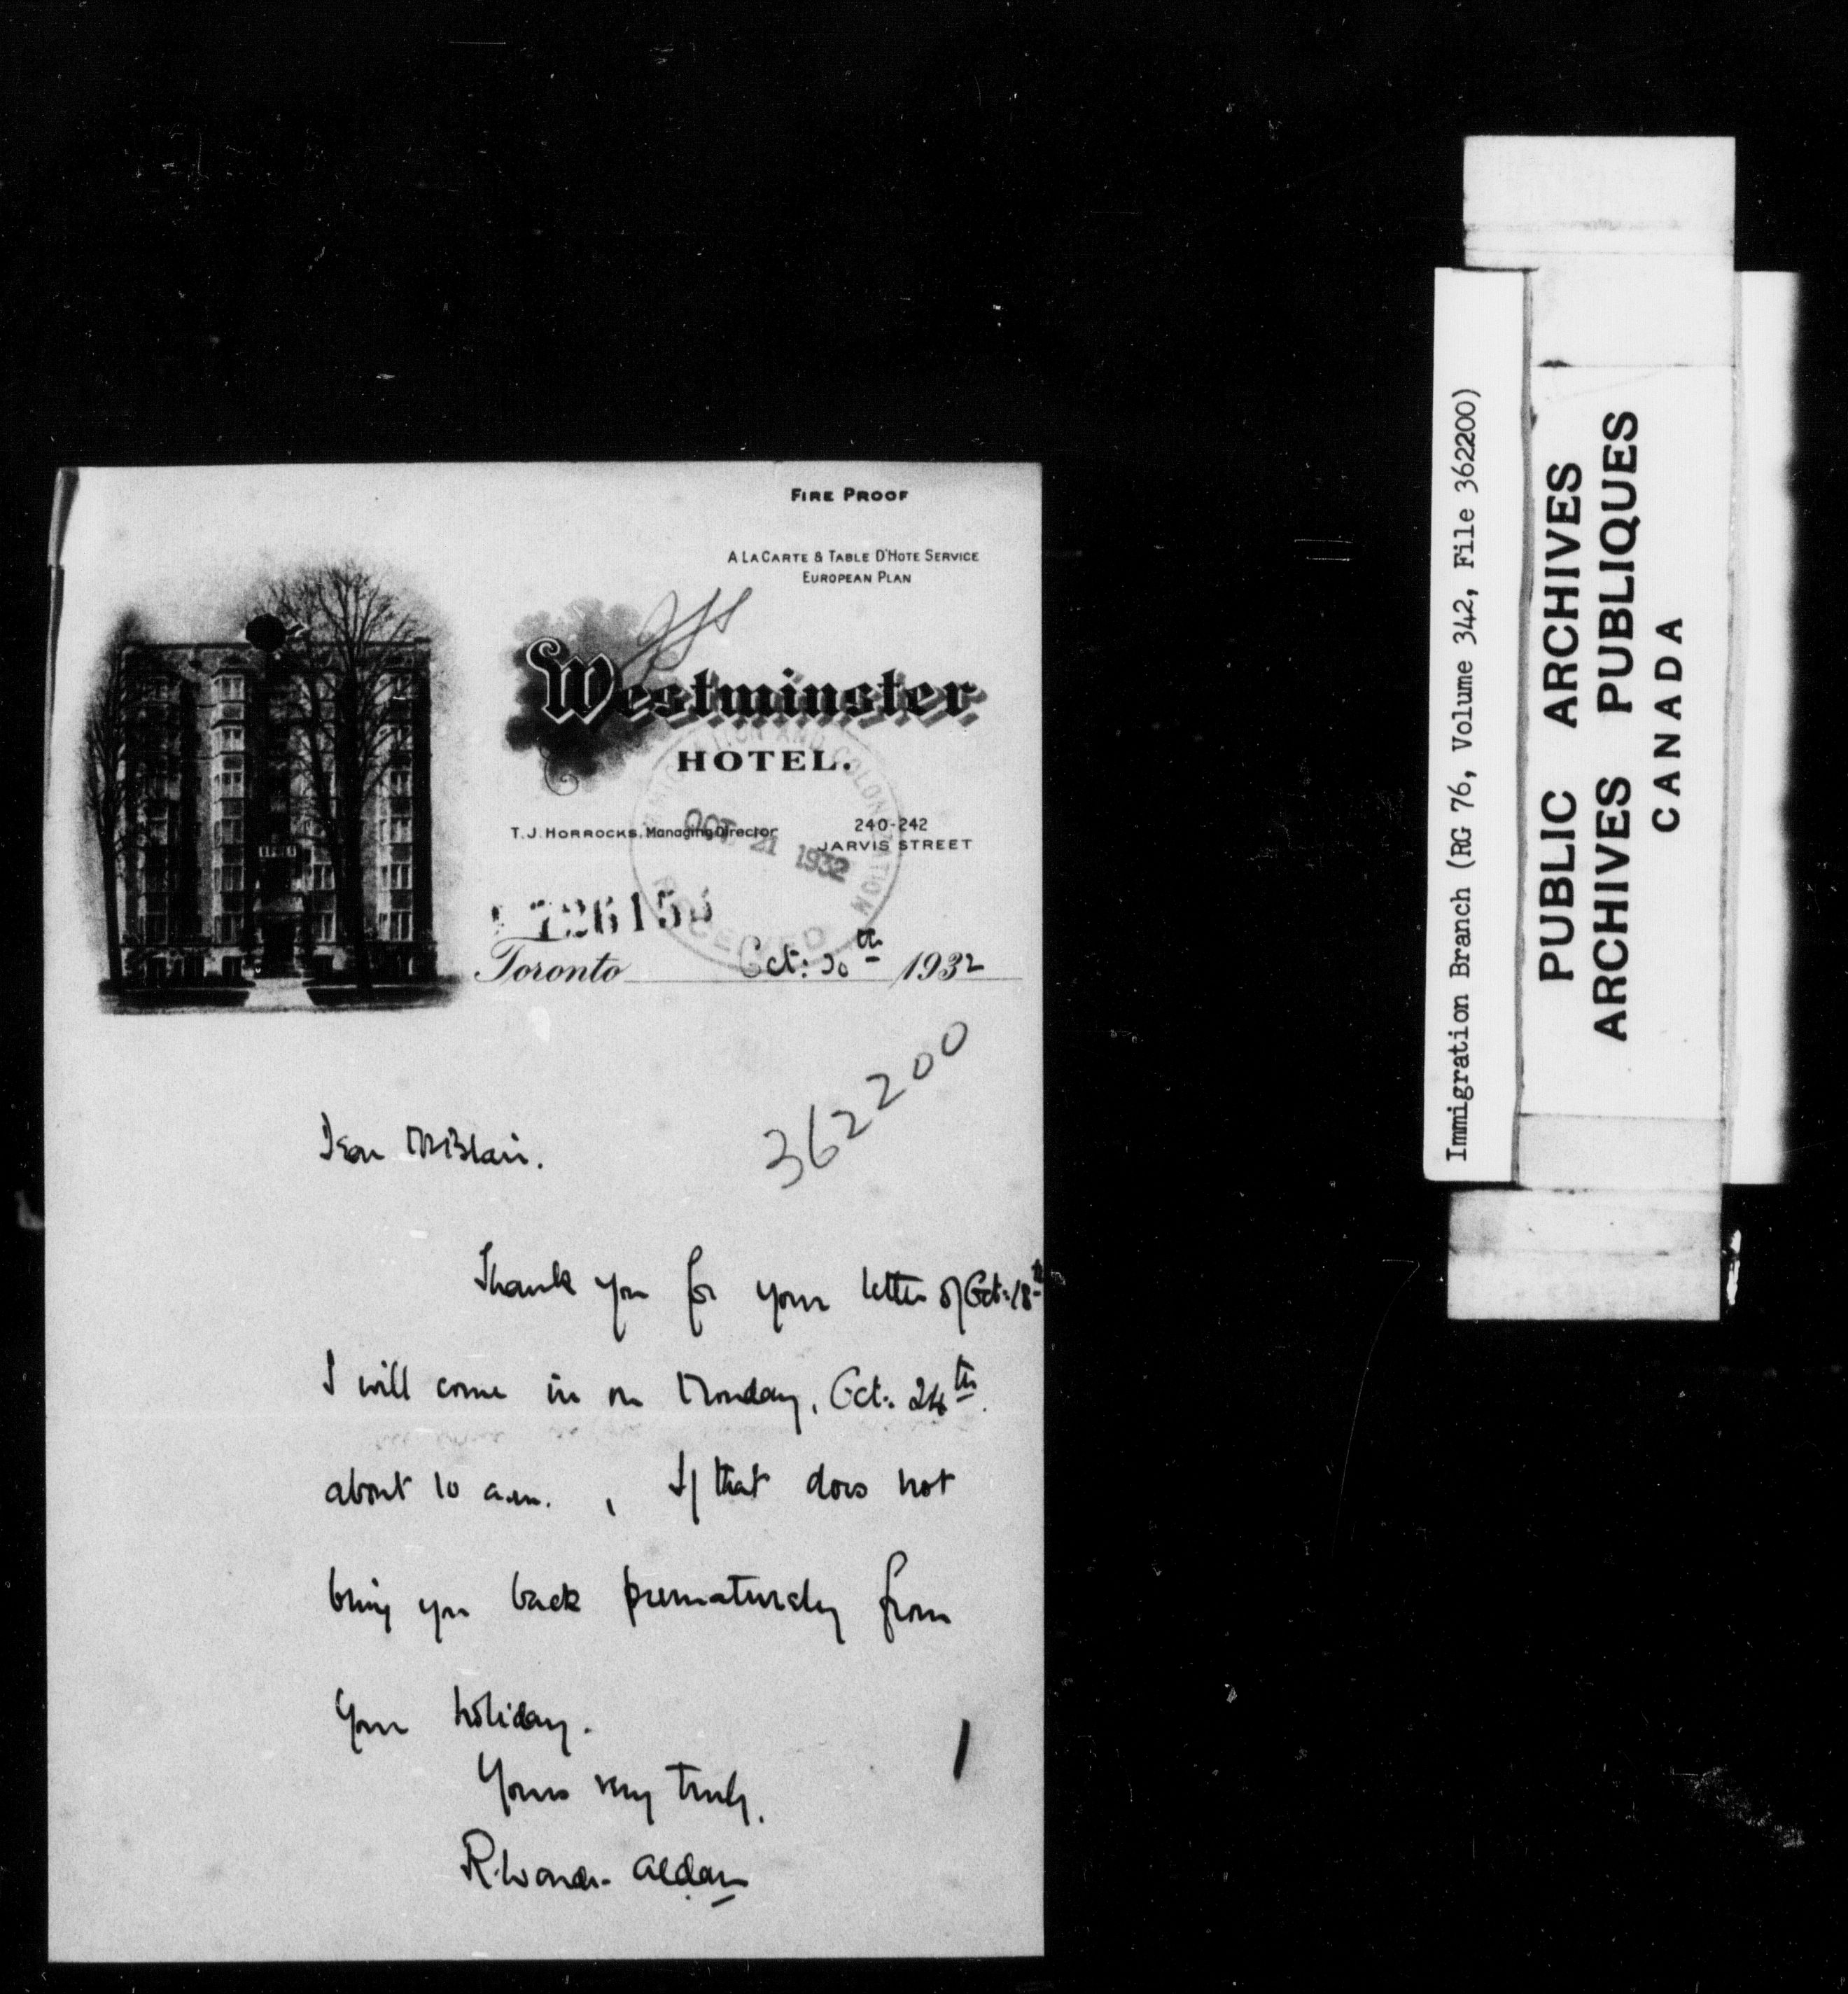 FIRE PROOF
A LA CARTE & TABLE D'HOTE SERVICE
EUROPEAN PLAN
Westminster
HOTEL.
T.J. HORROCKS, Managing Director
240-242
JARVIS STREET
IMMIGRATION AND COLONIZATION
OCT 21 1932
RECEIVED
Toronto Oct: 20th 1932
362200
Dear Mr Blair.
Thank you for your letter of Oct: 18th
I will come in on Monday, Oct: 24th.
about 10 a.m. , If that does not
bring you back prematurely from
your holiday.
Yours very truly.
Immigration Branch (RG 76, Volume 342, File 362200)
PUBLIC ARCHIVES
ARCHIVES PUBLIQUES
CANADA